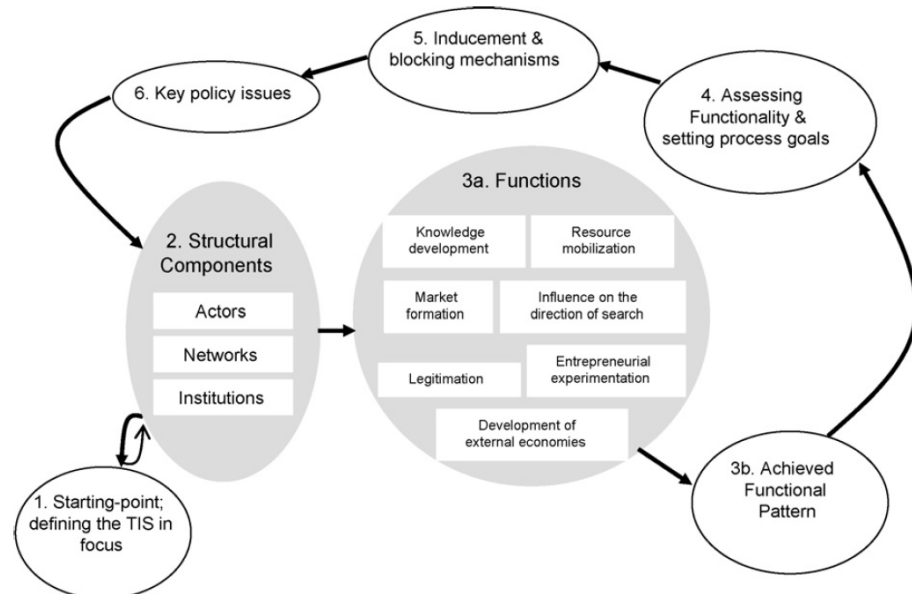 5. Inducement &
blocking mechanisms
6. Key policy issues
4. Assessing
Functionality &
setting process goals
3a. Functions
Knowledge
development
Resource
mobilization
2. Structural
Components
Market
formation
Influence on the
direction of search
Actors
Networks
Institutions
Legitimation
Entrepreneurial
experimentation
Development of
external economies
1. Starting-point;
defining the TIS in
focus
3b. Achieved
Functional
Pattern